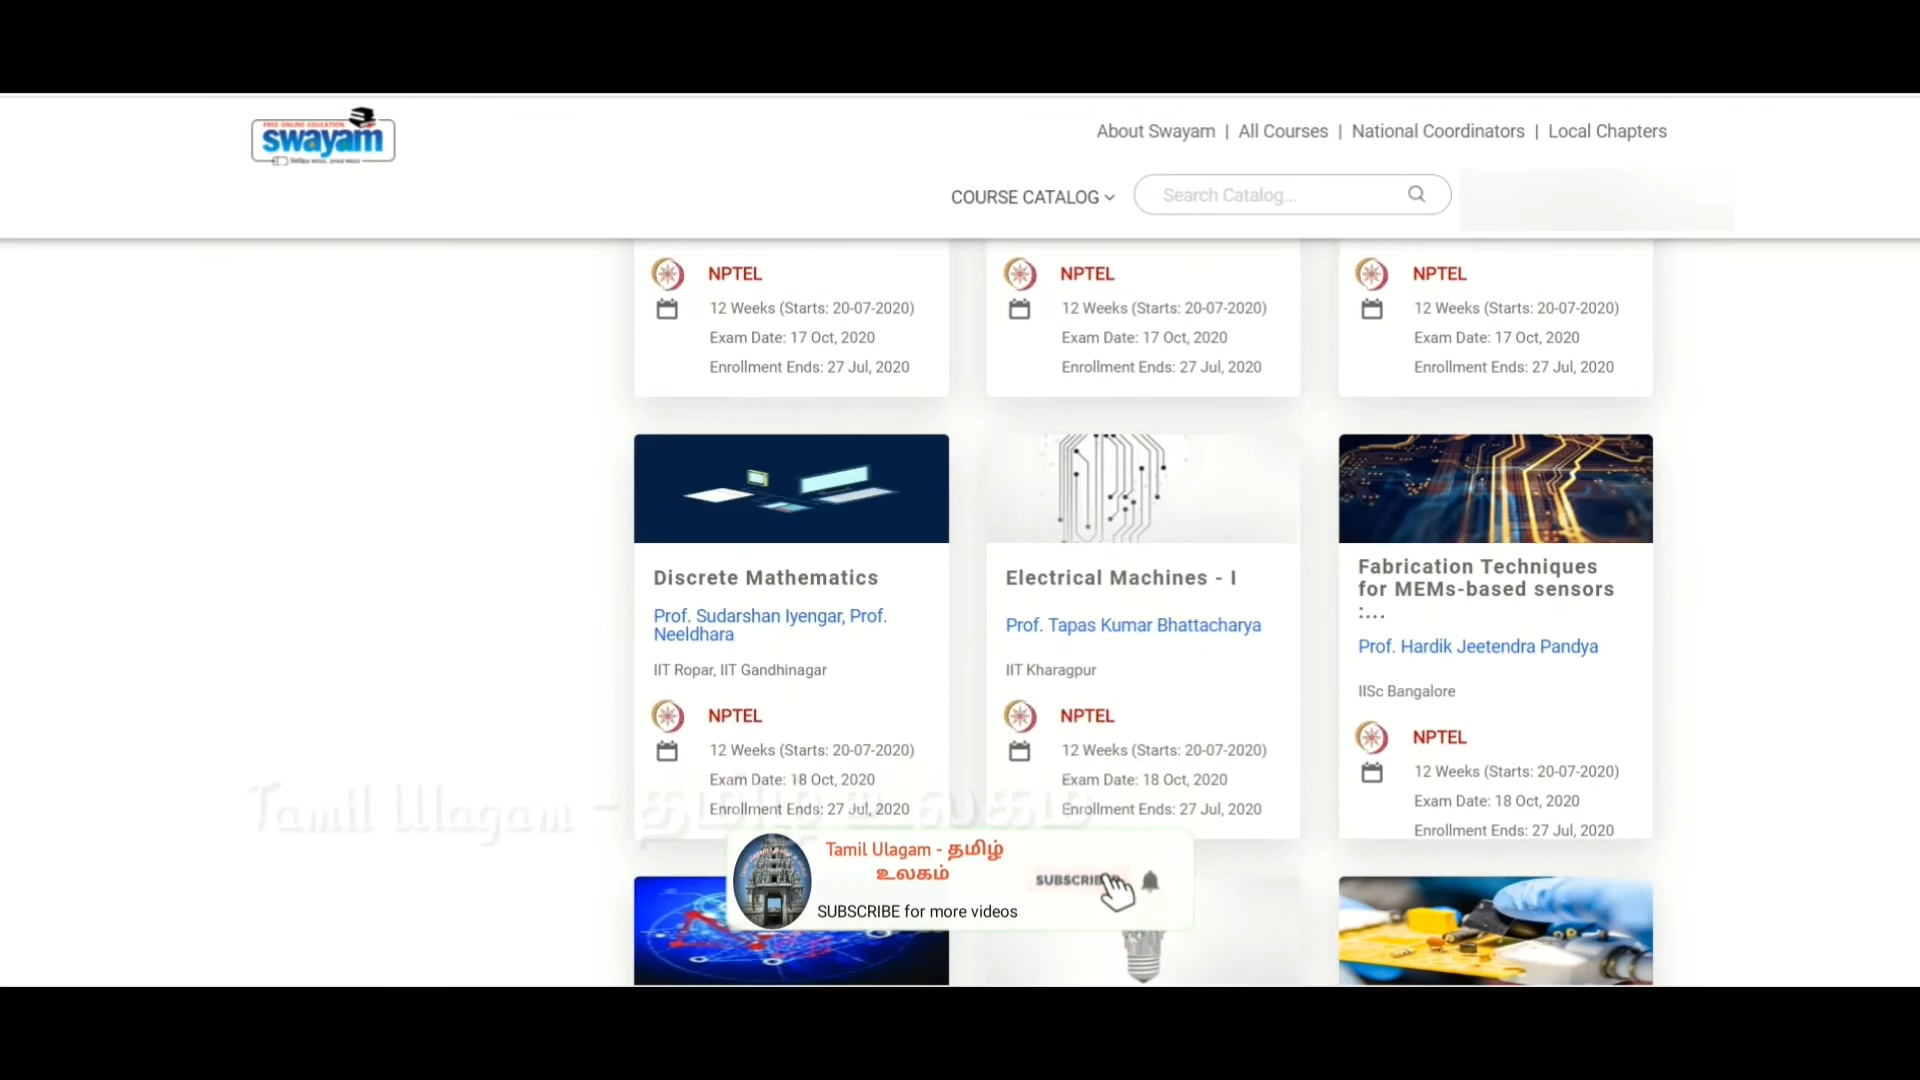 FREE ONLINE EDUCATION
swayam
About Swayam | All Courses | National Coordinators | Local Chapters
COURSE CATALOG
Search Catalog...
NPTEL
12 Weeks (Starts: 20-07-2020)
Exam Date: 17 Oct, 2020
Enrollment Ends: 27 Jul, 2020
NPTEL
12 Weeks (Starts: 20-07-2020)
Exam Date: 17 Oct, 2020
Enrollment Ends: 27 Jul, 2020
NPTEL
12 Weeks (Starts: 20-07-2020)
Exam Date: 17 Oct, 2020
Enrollment Ends: 27 Jul, 2020
Discrete Mathematics
Prof. Sudarshan Iyengar, Prof.
Neeldhara
IIT Ropar, IIT Gandhinagar
NPTEL
12 Weeks (Starts: 20-07-2020)
Exam Date: 18 Oct, 2020
Enrollment Ends: 27 Jul, 2020
Electrical Machines - I
Prof. Tapas Kumar Bhattacharya
IIT Kharagpur
NPTEL
12 Weeks (Starts: 20-07-2020)
Exam Date: 18 Oct, 2020
Enrollment Ends: 27 Jul, 2020
Fabrication Techniques
for MEMs-based sensors
:...
Prof. Hardik Jeetendra Pandya
IISc Bangalore
NPTEL
12 Weeks (Starts: 20-07-2020)
Exam Date: 18 Oct, 2020
Enrollment Ends: 27 Jul, 2020
Tamil Ulagam - தமிழ் உலகம்
Tamil Ulagam - தமிழ்
உலகம்
SUBSCRIBE for more videos
SUBSCRIBE